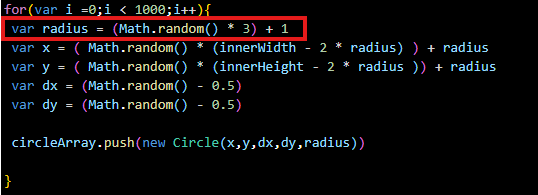 for(var i =0;i < 1000;i++){
var radius = (Math.random() * 3) + 1
var x = ( Math.random() * (innerWidth - 2 * radius) ) + radius
var y = ( Math.random() * (innerHeight - 2 * radius )) + radius
var dx = (Math.random() - 0.5)
var dy = (Math.random() - 0.5)
circleArray.push(new Circle(x,y,dx,dy,radius))
}